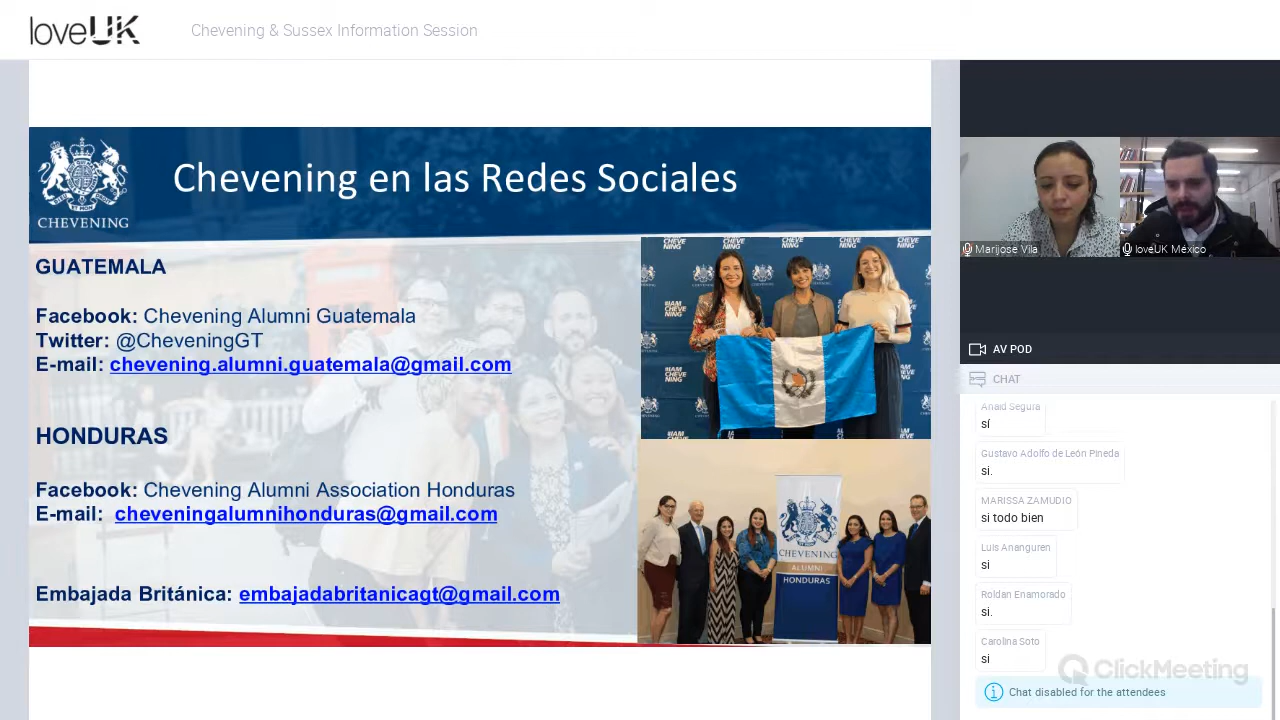 loveUK
Chevening & Sussex Information Session
CHEVENING
Chevening en las Redes Sociales
GUATEMALA
Facebook: Chevening Alumni Guatemala
Twitter: @CheveningGT
E-mail: chevening.alumni.guatemala@gmail.com
HONDURAS
Facebook: Chevening Alumni Association Honduras
E-mail: cheveningalumnihonduras@gmail.com
Embajada Británica: embajadabritanicagt@gmail.com
CHEVENING
ALUMNI
HONDURAS
Marijose Vila
loveUK México
AV POD
CHAT
Anaid Segura
sí
Gustavo Adolfo de León Pineda
si.
MARISSA ZAMUDIO
si todo bien
Luis Ananguren
si
Roldan Enamorado
si.
Carolina Soto
si
ClickMeeting
Chat disabled for the attendees